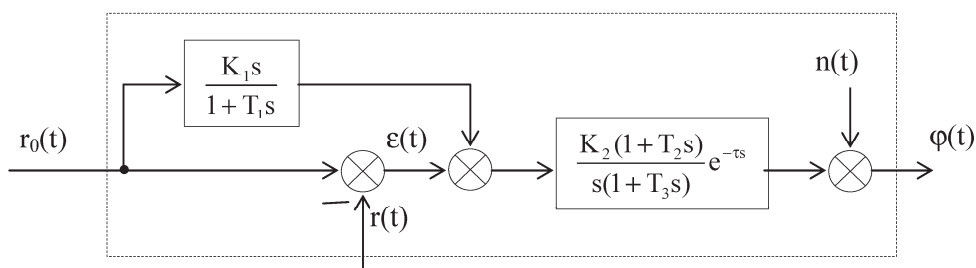 K₁s
1 + T₁s
n(t)
r₀(t)
ε(t)
K₂(1 + T₂s)
s(1 + T₃s)
e⁻τˢ
φ(t)
r(t)